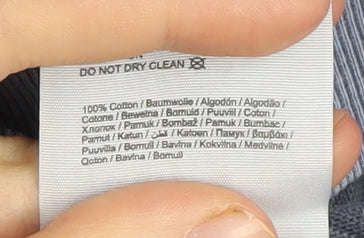 DO NOT DRY CLEAN
100% Cotton / Baumwolle / Algodón / Algodão /
Cotone / Bawełna / Bomuld / Puuvill / Coton /
Хлопок / Pamuk / Bombaž / Pamuk / Bumbac /
Pamut / Katun / قطن / Katoen / Памук / βαμβάκι /
Puuvilla / Bomull / Bavlna / Kokvilna / Medvilnė /
Qoton / Bavlna / Bomull